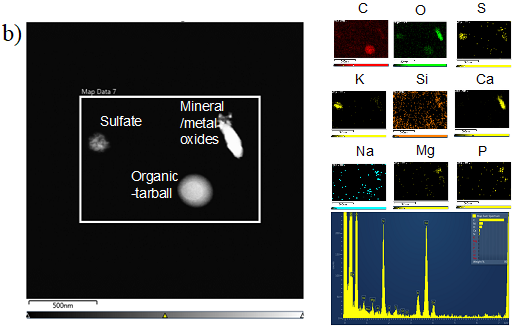 b)
Map Data 7
Sulfate
Mineral
/metal
oxides
Organic
-tarball
500nm
C O S
K Si Ca
Na Mg P